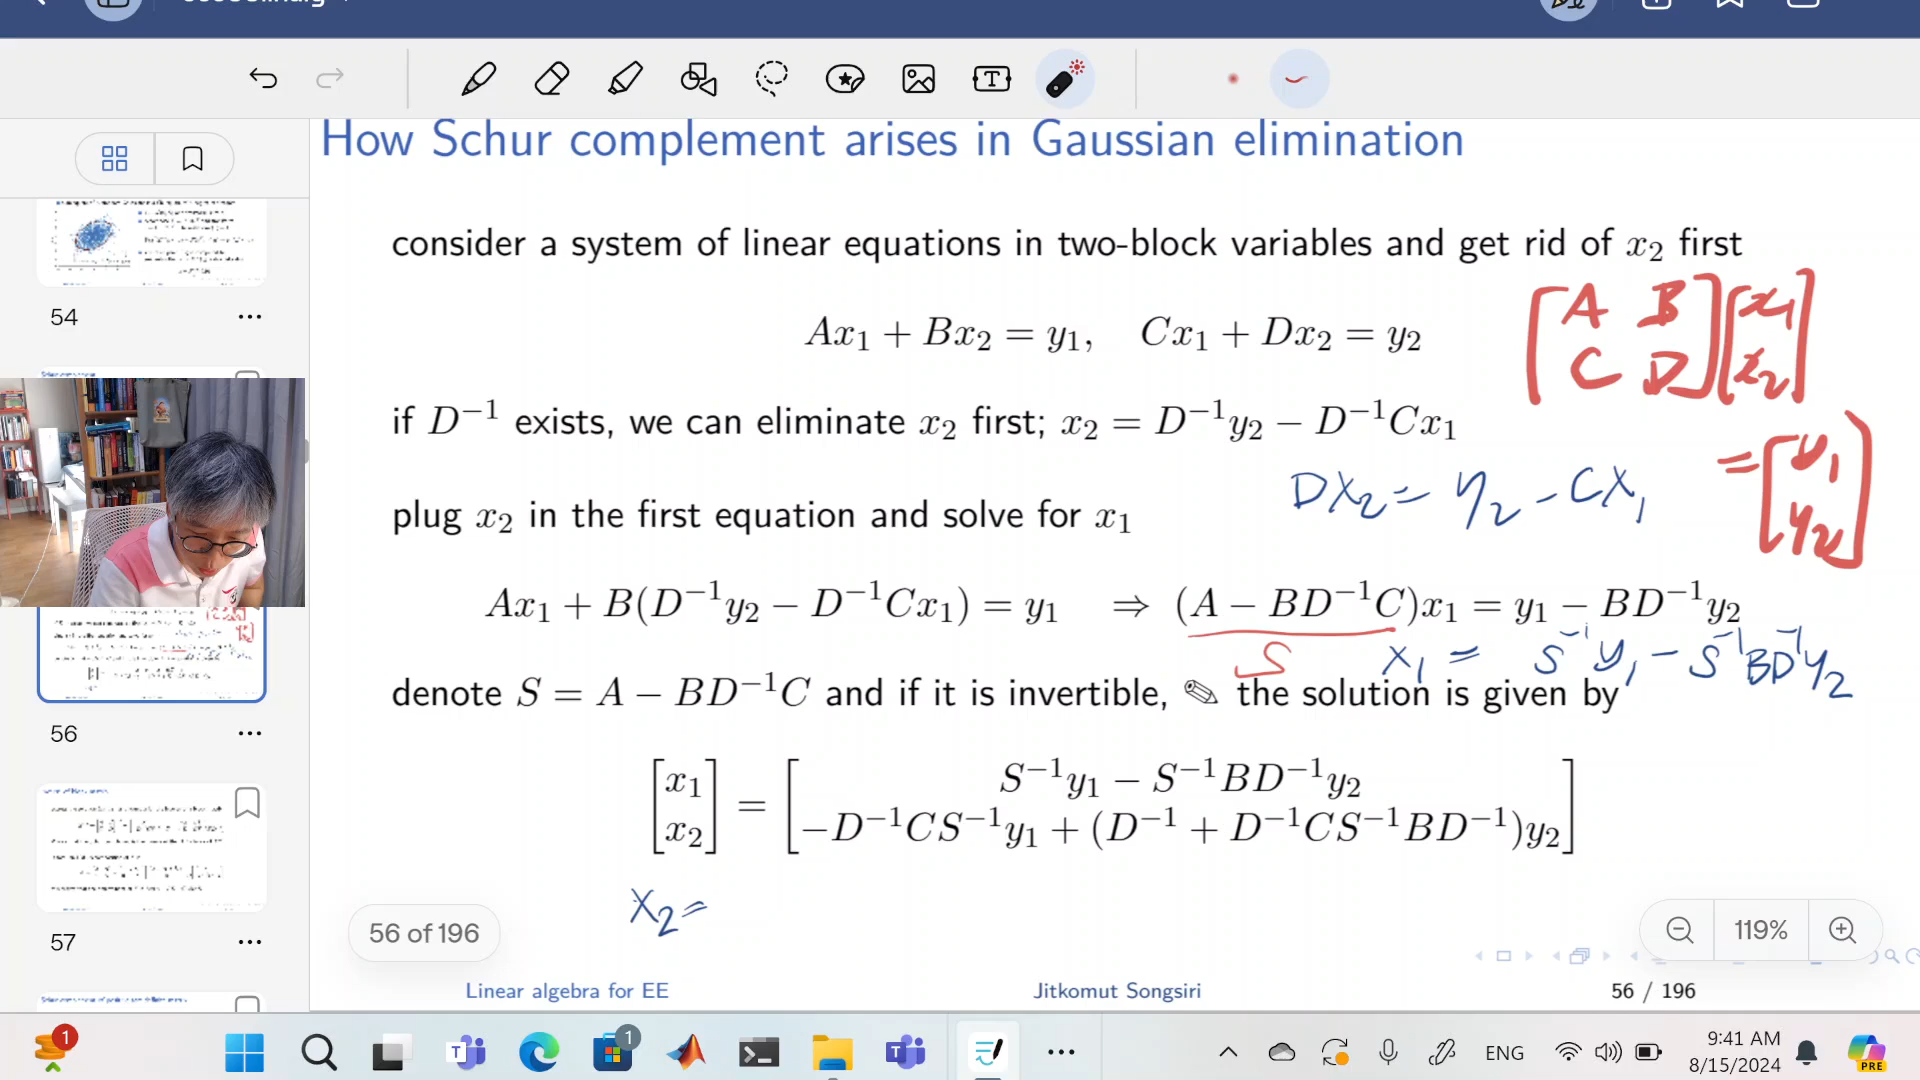 How Schur complement arises in Gaussian elimination
consider a system of linear equations in two-block variables and get rid of x₂ first
Ax₁ + Bx₂ = y₁, Cx₁ + Dx₂ = y₂
[A B; C D] [x₁; x₂]
= [y₁; y₂]
if D⁻¹ exists, we can eliminate x₂ first; x₂ = D⁻¹y₂ − D⁻¹Cx₁
Dx₂ = y₂ − Cx₁
plug x₂ in the first equation and solve for x₁
Ax₁ + B(D⁻¹y₂ − D⁻¹Cx₁) = y₁ ⇒ (A − BD⁻¹C)x₁ = y₁ − BD⁻¹y₂
S x₁ = S⁻¹y₁ − S⁻¹BD⁻¹y₂
denote S = A − BD⁻¹C and if it is invertible, ✎ the solution is given by
[x₁; x₂] = [S⁻¹y₁ − S⁻¹BD⁻¹y₂; −D⁻¹CS⁻¹y₁ + (D⁻¹ + D⁻¹CS⁻¹BD⁻¹)y₂]
x₂ =
56 of 196
119%
Linear algebra for EE Jitkomut Songsiri 56 / 196
54
56
57
1
1
ENG
9:41 AM
8/15/2024
PRE